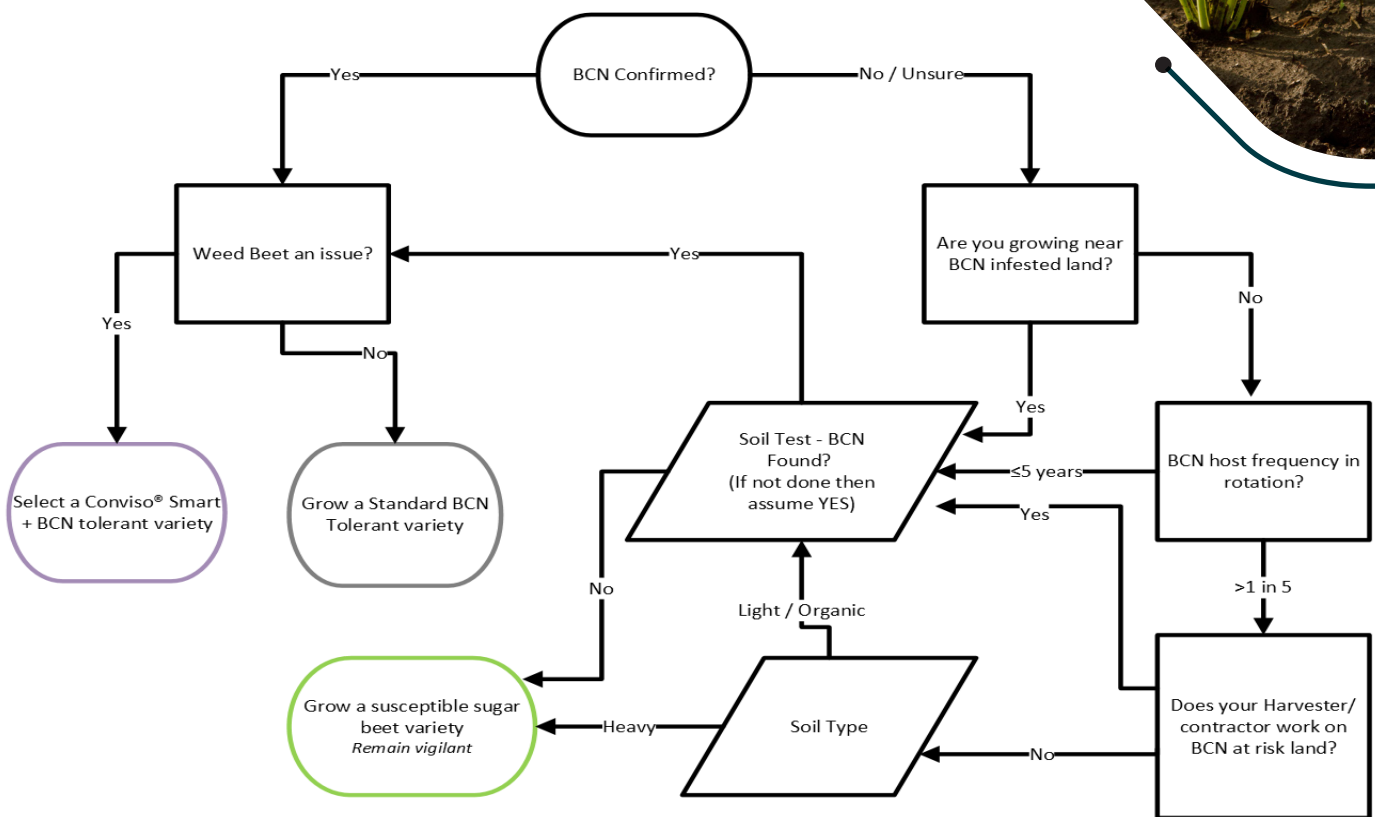 BCN Confirmed?
Yes
No / Unsure
Weed Beet an issue?
Yes
Are you growing near
BCN infested land?
Yes
No
No
Yes
Soil Test - BCN
Found?
(If not done then
assume YES)
≤5 years
BCN host frequency in
rotation?
Select a Conviso® Smart
+ BCN tolerant variety
Grow a Standard BCN
Tolerant variety
Yes
No
Light / Organic
>1 in 5
Grow a susceptible sugar
beet variety
Remain vigilant
Heavy
Soil Type
No
Does your Harvester/
contractor work on
BCN at risk land?